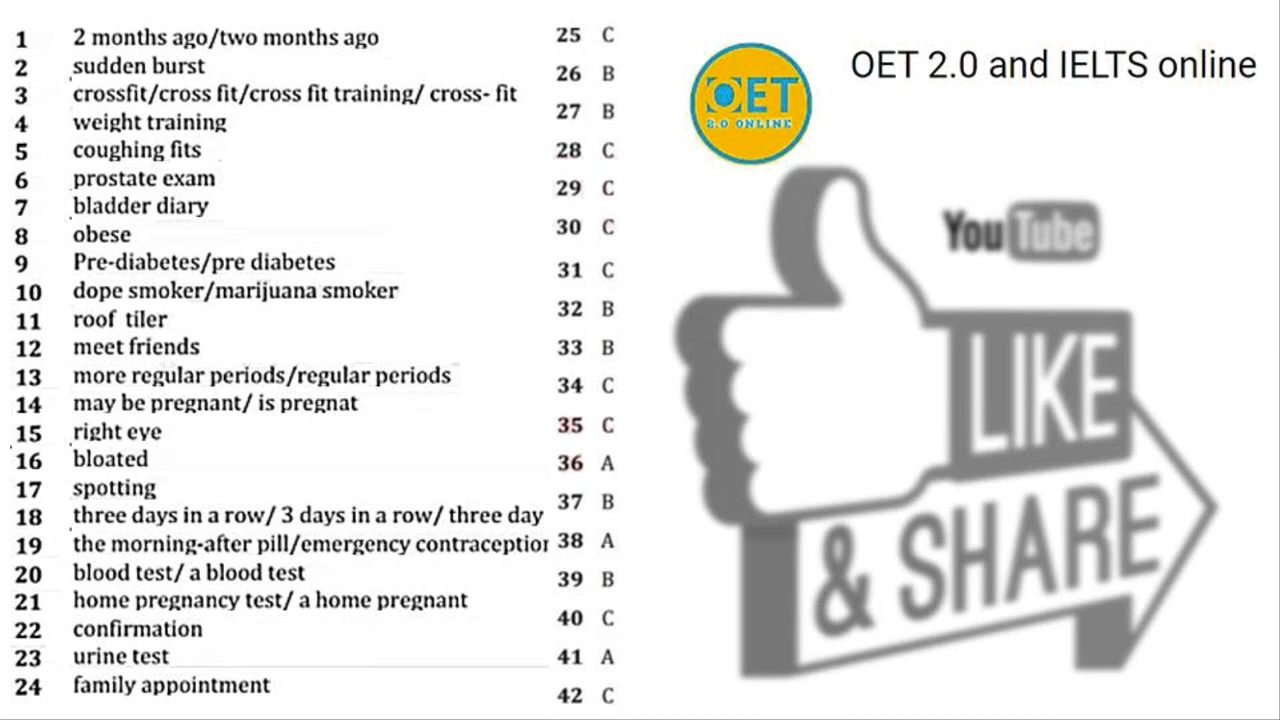 1 2 months ago/two months ago
2 sudden burst
3 crossfit/cross fit/cross fit training/ cross- fit
4 weight training
5 coughing fits
6 prostate exam
7 bladder diary
8 obese
9 Pre-diabetes/pre diabetes
10 dope smoker/marijuana smoker
11 roof tiler
12 meet friends
13 more regular periods/regular periods
14 may be pregnant/ is pregnat
15 right eye
16 bloated
17 spotting
18 three days in a row/ 3 days in a row/ three day
19 the morning-after pill/emergency contraception
20 blood test/ a blood test
21 home pregnancy test/ a home pregnant
22 confirmation
23 urine test
24 family appointment
25 C
26 B
27 B
28 C
29 C
30 C
31 C
32 B
33 B
34 C
35 C
36 A
37 B
38 A
39 B
40 C
41 A
42 C
OET
2.0 ONLINE
OET 2.0 and IELTS online
YouTube
LIKE
& SHARE